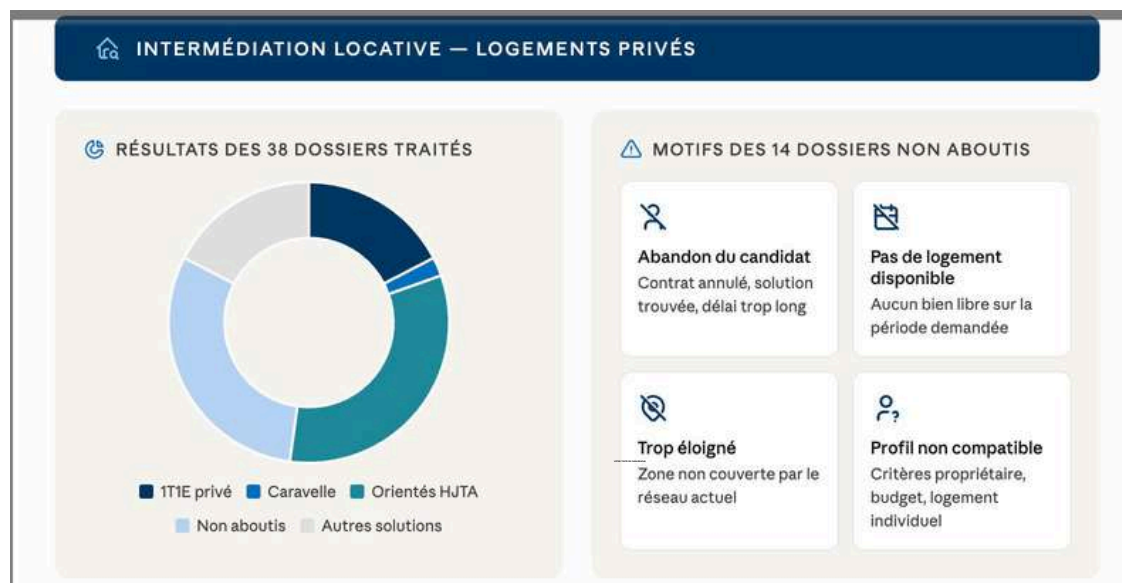 INTERMÉDIATION LOCATIVE — LOGEMENTS PRIVÉS
RÉSULTATS DES 38 DOSSIERS TRAITÉS
1T1E privé
Caravelle
Orientés HJTA
Non aboutis
Autres solutions
MOTIFS DES 14 DOSSIERS NON ABOUTIS
Abandon du candidat
Contrat annulé, solution
trouvée, délai trop long
Pas de logement
disponible
Aucun bien libre sur la
période demandée
Trop éloigné
Zone non couverte par le
réseau actuel
Profil non compatible
Critères propriétaire,
budget, logement
individuel